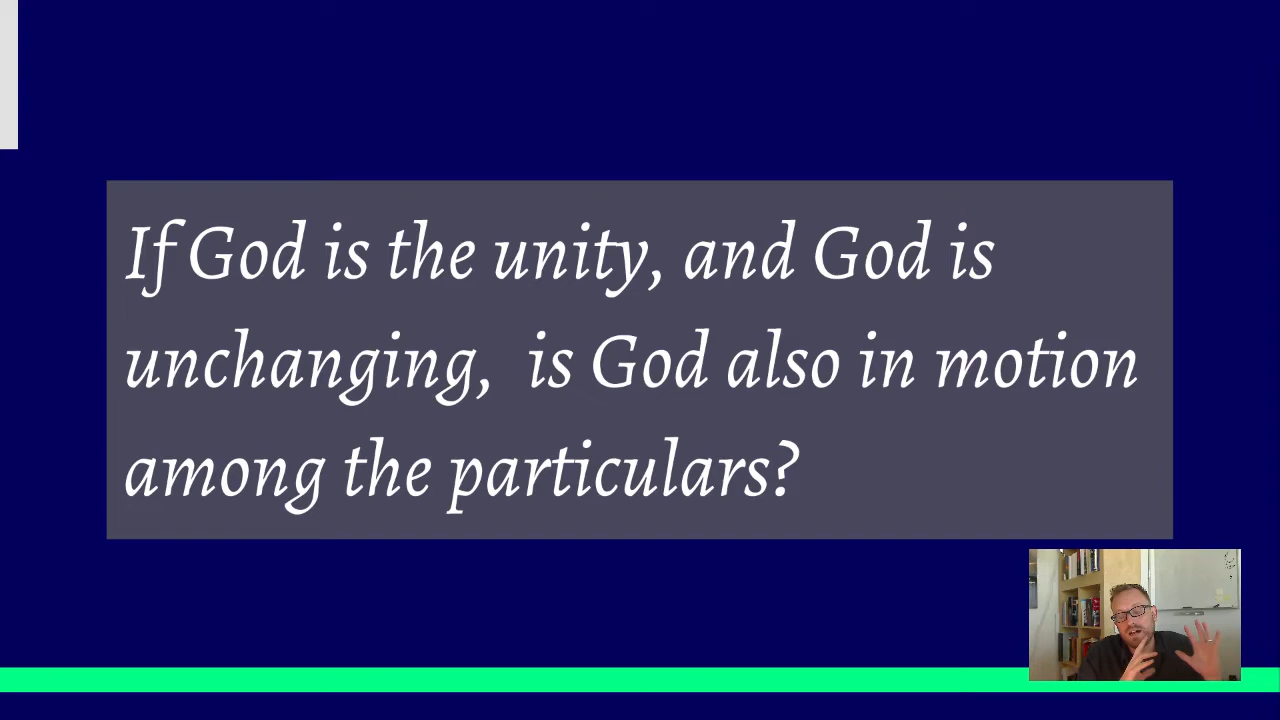 If God is the unity, and God is
unchanging,  is God also in motion
among the particulars?